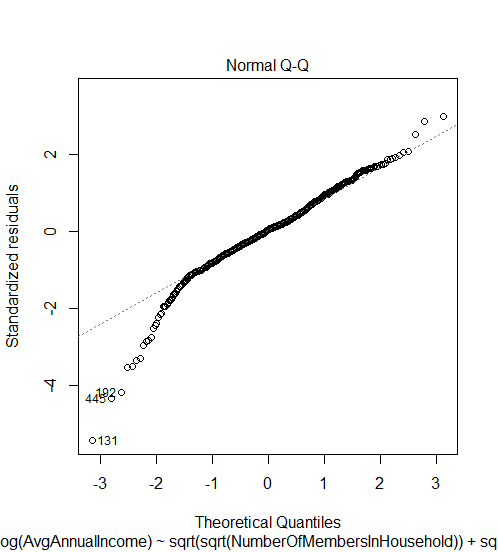 Normal Q-Q
Standardized residuals
2
0
-2
-4
192
445
131
-3 -2 -1 0 1 2 3
Theoretical Quantiles
og(AvgAnnualIncome) ~ sqrt(sqrt(NumberOfMembersInHousehold)) + sq